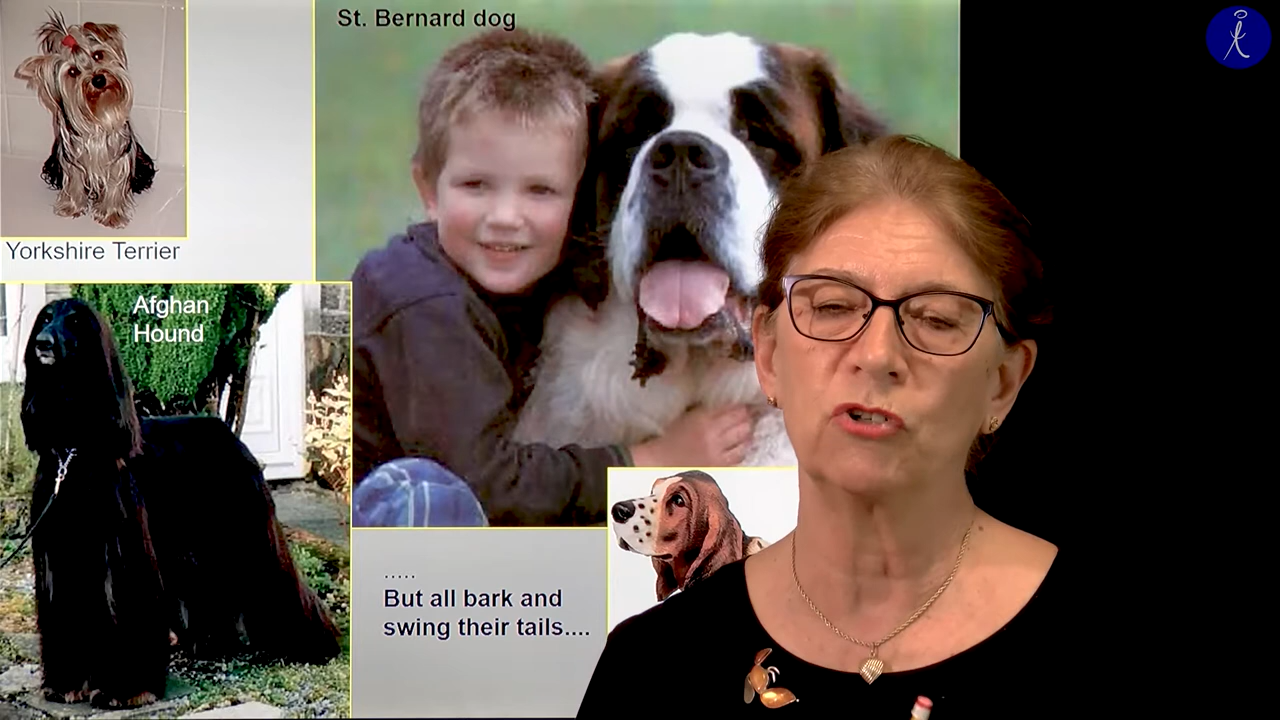 St. Bernard dog
Yorkshire Terrier
Afghan
Hound
.....
But all bark and
swing their tails....